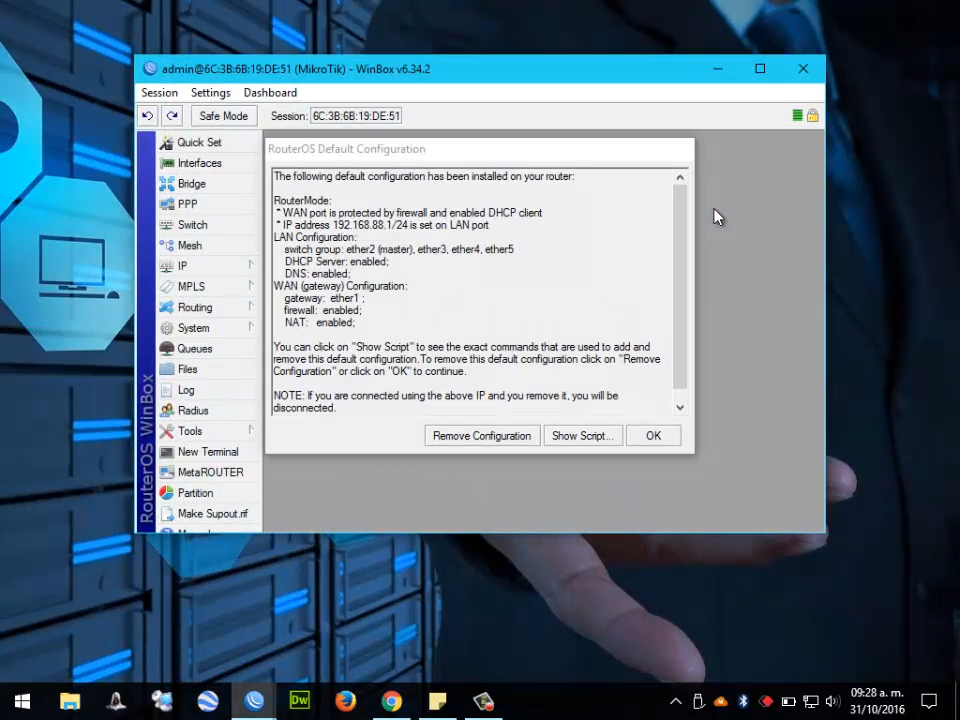 admin@6C:3B:6B:19:DE:51 (MikroTik) - WinBox v6.34.2
Session Settings Dashboard
Safe Mode Session: 6C:3B:6B:19:DE:51
Quick Set
Interfaces
Bridge
PPP
Switch
Mesh
IP
MPLS
Routing
System
Queues
Files
Log
Radius
Tools
New Terminal
MetaROUTER
Partition
Make Supout.rif
RouterOS WinBox
RouterOS Default Configuration
The following default configuration has been installed on your router:
RouterMode:
* WAN port is protected by firewall and enabled DHCP client
* IP address 192.168.88.1/24 is set on LAN port
LAN Configuration:
switch group: ether2 (master), ether3, ether4, ether5
DHCP Server: enabled;
DNS: enabled;
WAN (gateway) Configuration:
gateway: ether1 ;
firewall: enabled;
NAT: enabled;
You can click on "Show Script" to see the exact commands that are used to add and
remove this default configuration.To remove this default configuration click on "Remove
Configuration" or click on "OK" to continue.
NOTE: If you are connected using the above IP and you remove it, you will be
disconnected.
Remove Configuration Show Script... OK
Dw
09:28 a. m.
31/10/2016